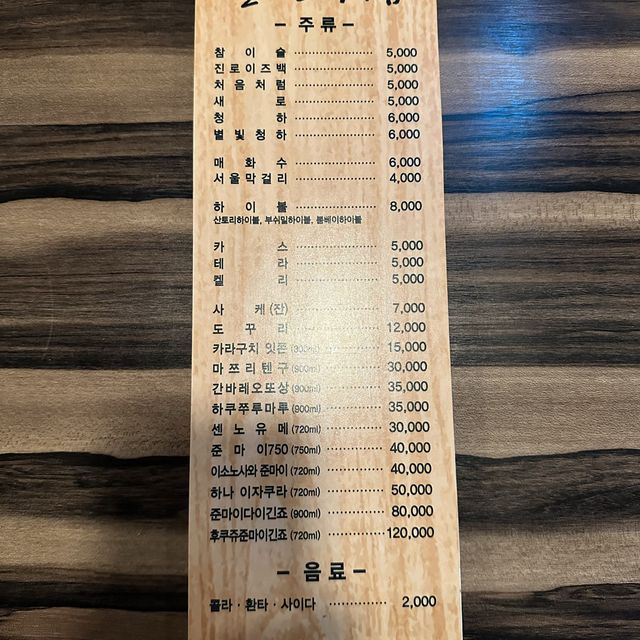 - 주류 -
참이슬 5,000
진로이즈백 5,000
처음처럼 5,000
새로 5,000
청하 6,000
별빛청하 6,000
매화수 6,000
서울막걸리 4,000
하이볼 8,000
산토리하이볼, 부쉬밀하이볼, 봄베이하이볼
카스 5,000
테라 5,000
켈리 5,000
사케(잔) 7,000
도꾸리 12,000
카라구치 잇폰 (300ml) 15,000
마쯔리텐구 (900ml) 30,000
간바레오또상 (900ml) 35,000
하쿠쮸루마루 (900ml) 35,000
센노유메 (720ml) 30,000
준마이750 (750ml) 40,000
이소노사와 준마이 (720ml) 40,000
하나 이자쿠라 (720ml) 50,000
준마이다이긴죠 (900ml) 80,000
후쿠쥬준마이긴죠 (720ml) 120,000
- 음료 -
콜라 · 환타 · 사이다 2,000